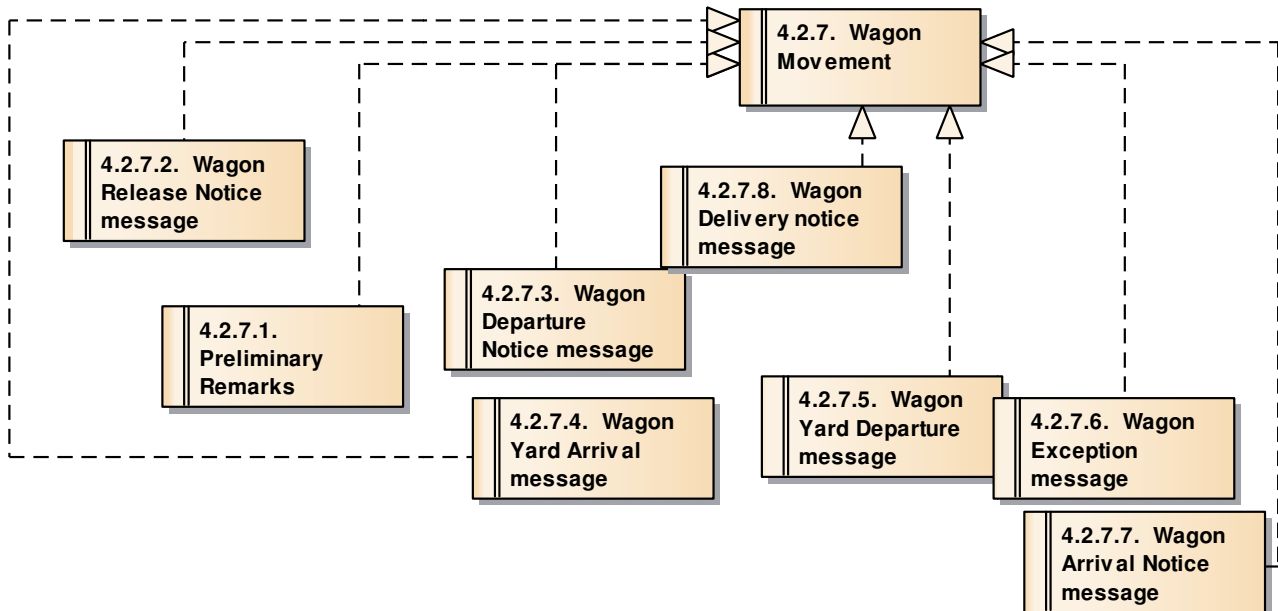 4.2.7. Wagon
Movement
4.2.7.2. Wagon
Release Notice
message
4.2.7.8. Wagon
Delivery notice
message
4.2.7.3. Wagon
Departure
Notice message
4.2.7.1.
Preliminary
Remarks
4.2.7.5. Wagon
Yard Departure
message
4.2.7.4. Wagon
Yard Arrival
message
4.2.7.6. Wagon
Exception
message
4.2.7.7. Wagon
Arrival Notice
message